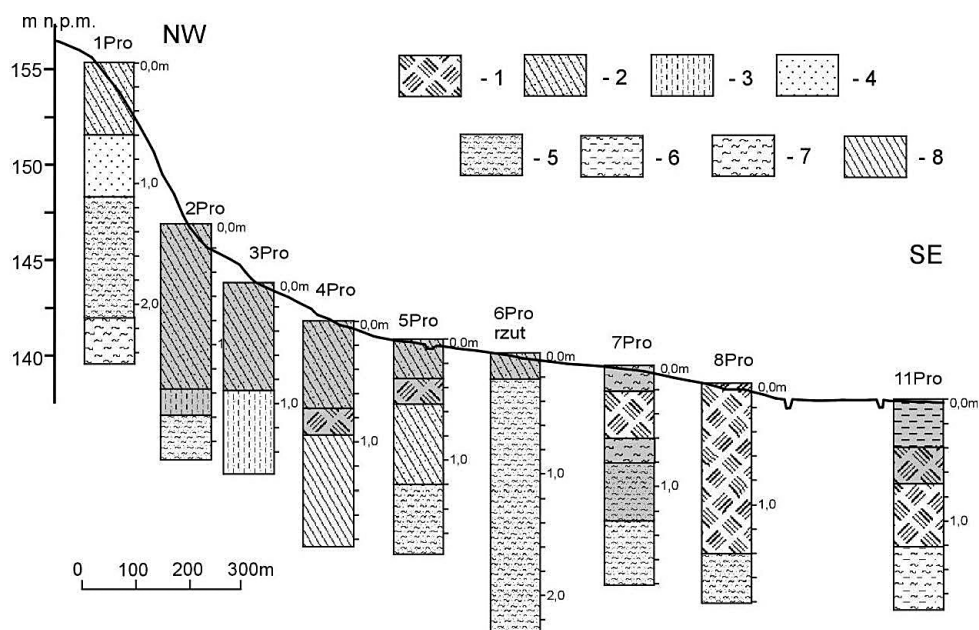 m n.p.m.
NW
1Pro
0,0m
155
- 1
- 2
- 3
- 4
150
1,0
- 5
- 6
- 7
- 8
2Pro
0,0m
145
3Pro
0,0m
SE
2,0
4Pro
0,0m
5Pro
0,0m
6Pro
rzut
0,0m
7Pro
0,0m
8Pro
0,0m
11Pro
0,0m
140
1,0
1,0
1,0
1,0
1,0
1,0
1,0
2,0
0 100 200 300m